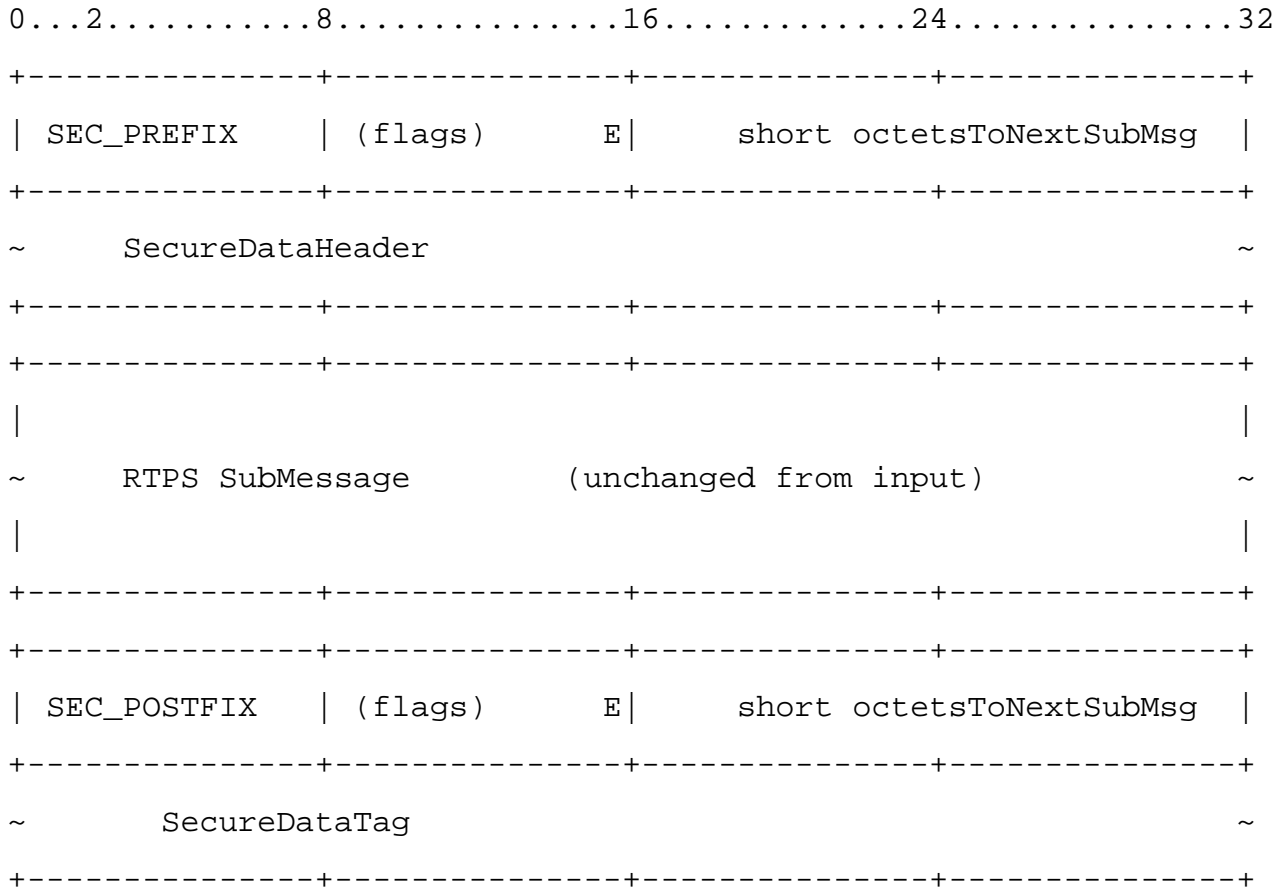 0...2...........8...............16.............24...............32
+---------------+---------------+---------------+---------------+
| SEC_PREFIX    | (flags)      E|     short octetsToNextSubMsg  |
+---------------+---------------+---------------+---------------+
~     SecureDataHeader                                          ~
+---------------+---------------+---------------+---------------+
+---------------+---------------+---------------+---------------+
|                                                               |
~     RTPS SubMessage        (unchanged from input)             ~
|                                                               |
+---------------+---------------+---------------+---------------+
+---------------+---------------+---------------+---------------+
| SEC_POSTFIX   | (flags)      E|     short octetsToNextSubMsg  |
+---------------+---------------+---------------+---------------+
~       SecureDataTag                                           ~
+---------------+---------------+---------------+---------------+